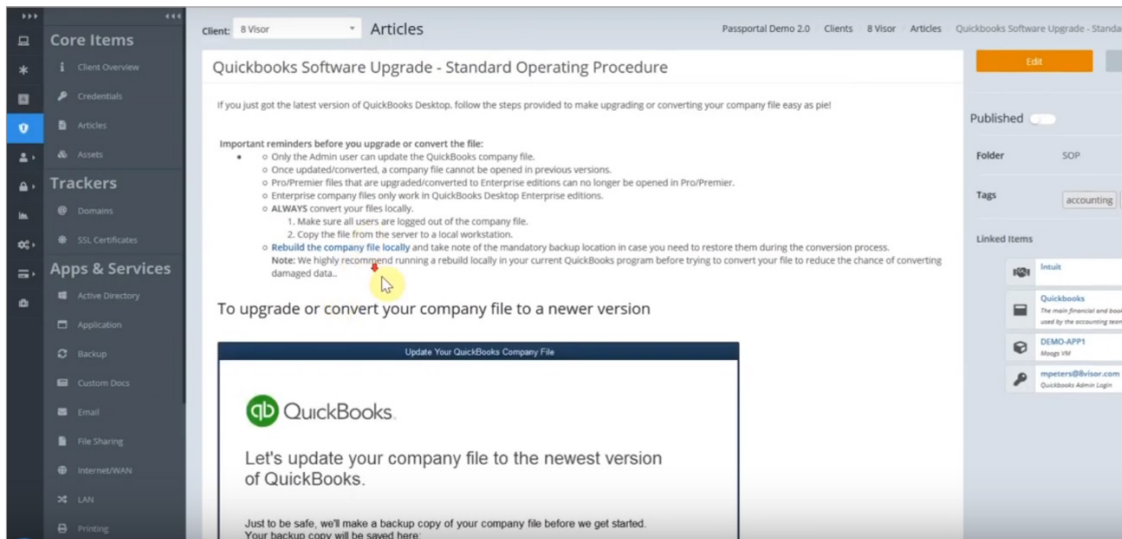 Core Items
Client Overview
Credentials
Articles
Assets
Trackers
Domains
SSL Certificates
Apps & Services
Active Directory
Application
Backup
Custom Docs
Email
File Sharing
Internet/WAN
LAN
Printing
Client: 8 Visor
Articles
Passportal Demo 2.0 Clients 8 Visor Articles Quickbooks Software Upgrade - Standa
Quickbooks Software Upgrade - Standard Operating Procedure
If you just got the latest version of QuickBooks Desktop, follow the steps provided to make upgrading or converting your company file easy as pie!
Important reminders before you upgrade or convert the file:
Only the Admin user can update the QuickBooks company file.
Once updated/converted, a company file cannot be opened in previous versions.
Pro/Premier files that are upgraded/converted to Enterprise editions can no longer be opened in Pro/Premier.
Enterprise company files only work in QuickBooks Desktop Enterprise editions.
ALWAYS convert your files locally.
1. Make sure all users are logged out of the company file.
2. Copy the file from the server to a local workstation.
Rebuild the company file locally and take note of the mandatory backup location in case you need to restore them during the conversion process.
Note: We highly recommend running a rebuild locally in your current QuickBooks program before trying to convert your file to reduce the chance of converting
damaged data..
To upgrade or convert your company file to a newer version
Update Your QuickBooks Company File
qb QuickBooks.
Let's update your company file to the newest version
of QuickBooks.
Just to be safe, we'll make a backup copy of your company file before we get started.
Your backup copy will be saved here:
Edit
Published
Folder SOP
Tags
accounting
Linked Items
Intuit
Quickbooks
The main financial and book
used by the accounting team
DEMO-APP1
Maags VM
mpeters@8visor.com
Quickbooks Admin Login